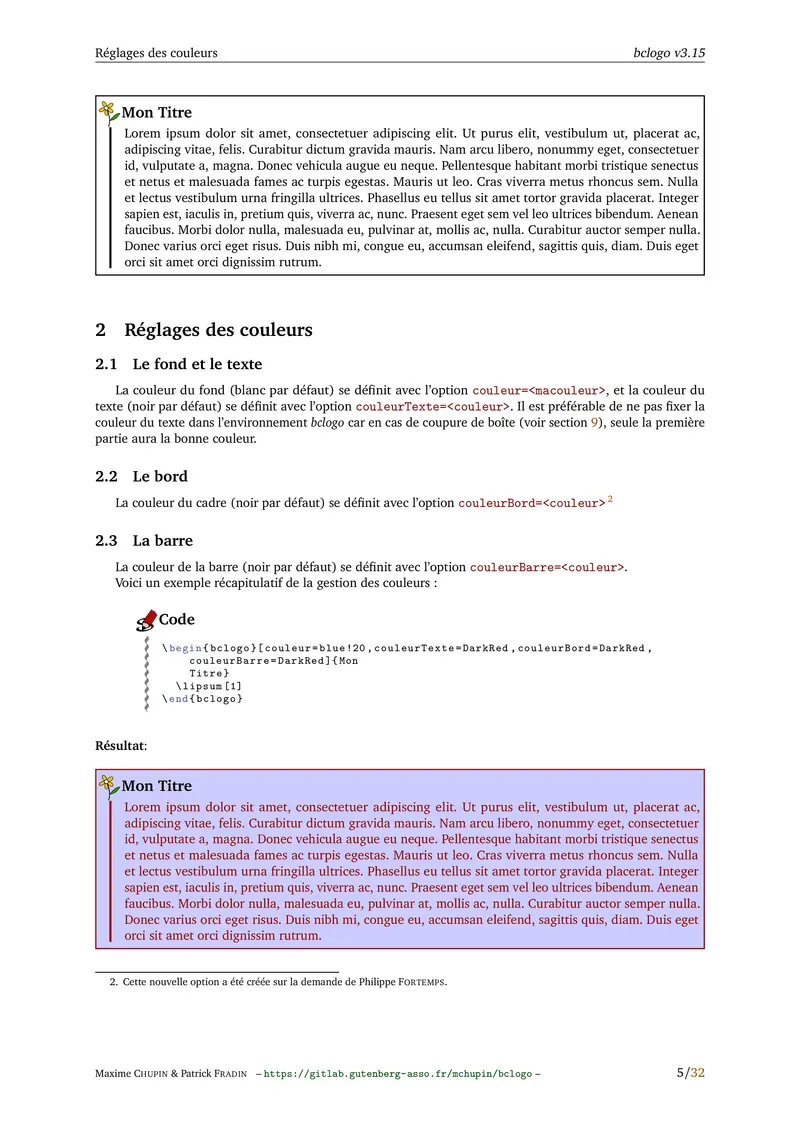 Réglages des couleurs
bclogo v3.15
Mon Titre
Lorem ipsum dolor sit amet, consectetuer adipiscing elit. Ut purus elit, vestibulum ut, placerat ac,
adipiscing vitae, felis. Curabitur dictum gravida mauris. Nam arcu libero, nonummy eget, consectetuer
id, vulputate a, magna. Donec vehicula augue eu neque. Pellentesque habitant morbi tristique senectus
et netus et malesuada fames ac turpis egestas. Mauris ut leo. Cras viverra metus rhoncus sem. Nulla
et lectus vestibulum urna fringilla ultrices. Phasellus eu tellus sit amet tortor gravida placerat. Integer
sapien est, iaculis in, pretium quis, viverra ac, nunc. Praesent eget sem vel leo ultrices bibendum. Aenean
faucibus. Morbi dolor nulla, malesuada eu, pulvinar at, mollis ac, nulla. Curabitur auctor semper nulla.
Donec varius orci eget risus. Duis nibh mi, congue eu, accumsan eleifend, sagittis quis, diam. Duis eget
orci sit amet orci dignissim rutrum.
2 Réglages des couleurs
2.1 Le fond et le texte
La couleur du fond (blanc par défaut) se définit avec l'option couleur=<macouleur>, et la couleur du
texte (noir par défaut) se définit avec l'option couleurTexte=<couleur>. Il est préférable de ne pas fixer la
couleur du texte dans l'environnement bclogo car en cas de coupure de boîte (voir section 9), seule la première
partie aura la bonne couleur.
2.2 Le bord
La couleur du cadre (noir par défaut) se définit avec l'option couleurBord=<couleur> 2
2.3 La barre
La couleur de la barre (noir par défaut) se définit avec l'option couleurBarre=<couleur>.
Voici un exemple récapitulatif de la gestion des couleurs :
Code
\begin{bclogo}[couleur=blue!20,couleurTexte=DarkRed,couleurBord=DarkRed,
couleurBarre=DarkRed]{Mon
Titre}
\lipsum[1]
\end{bclogo}
Résultat:
Mon Titre
Lorem ipsum dolor sit amet, consectetuer adipiscing elit. Ut purus elit, vestibulum ut, placerat ac,
adipiscing vitae, felis. Curabitur dictum gravida mauris. Nam arcu libero, nonummy eget, consectetuer
id, vulputate a, magna. Donec vehicula augue eu neque. Pellentesque habitant morbi tristique senectus
et netus et malesuada fames ac turpis egestas. Mauris ut leo. Cras viverra metus rhoncus sem. Nulla
et lectus vestibulum urna fringilla ultrices. Phasellus eu tellus sit amet tortor gravida placerat. Integer
sapien est, iaculis in, pretium quis, viverra ac, nunc. Praesent eget sem vel leo ultrices bibendum. Aenean
faucibus. Morbi dolor nulla, malesuada eu, pulvinar at, mollis ac, nulla. Curabitur auctor semper nulla.
Donec varius orci eget risus. Duis nibh mi, congue eu, accumsan eleifend, sagittis quis, diam. Duis eget
orci sit amet orci dignissim rutrum.
2. Cette nouvelle option a été créée sur la demande de Philippe FORTEMPS.
Maxime CHUPIN & Patrick FRADIN – https://gitlab.gutenberg-asso.fr/mchupin/bclogo –
5/32